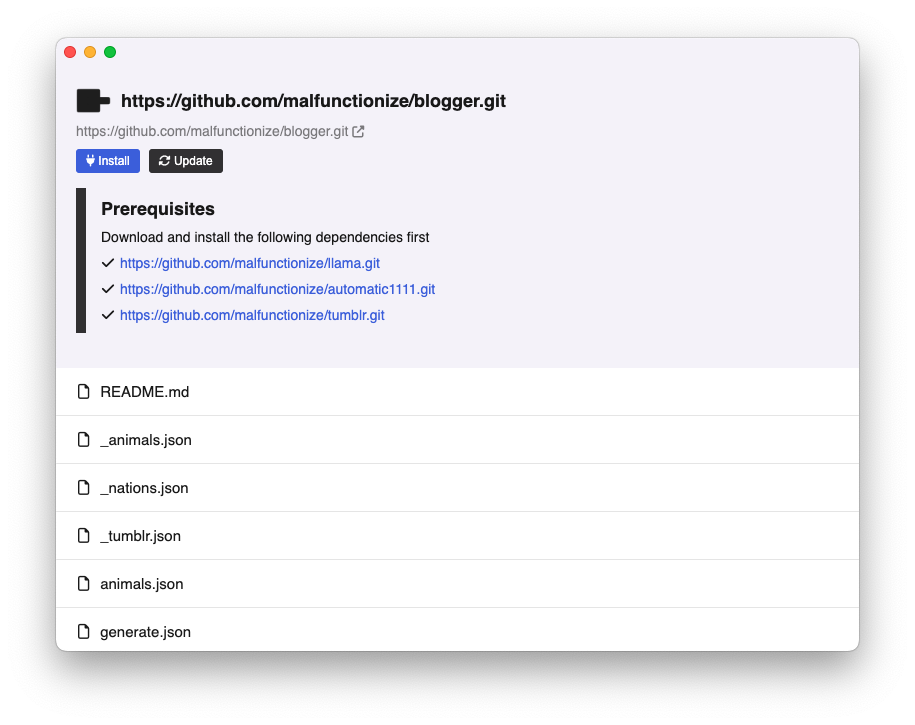 https://github.com/malfunctionize/blogger.git
https://github.com/malfunctionize/blogger.git
Install Update
Prerequisites
Download and install the following dependencies first
https://github.com/malfunctionize/llama.git
https://github.com/malfunctionize/automatic1111.git
https://github.com/malfunctionize/tumblr.git
README.md
_animals.json
_nations.json
_tumblr.json
animals.json
generate.json